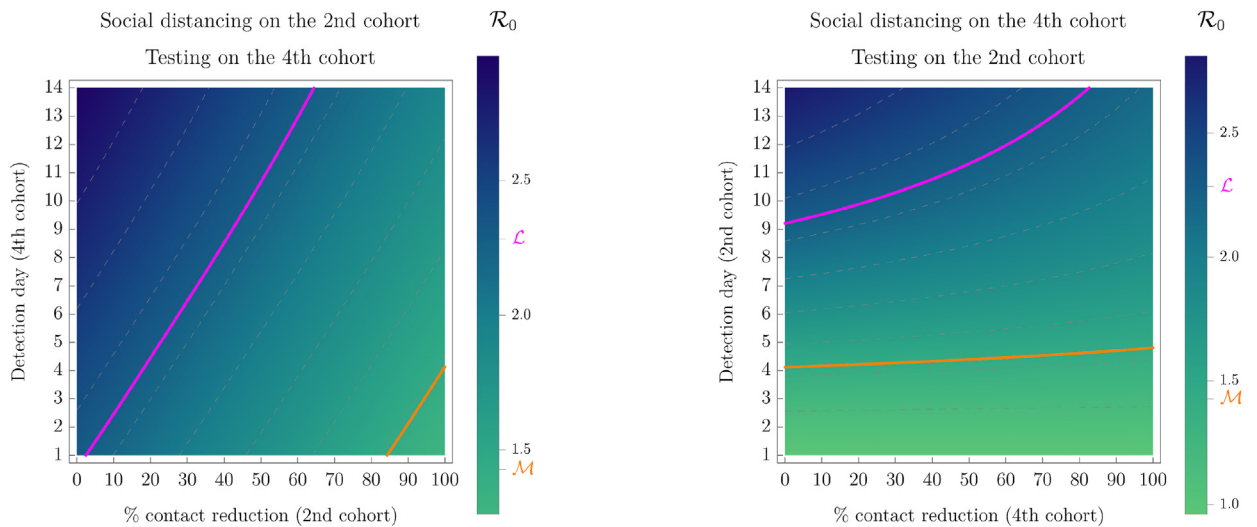 Social distancing on the 2nd cohort
Testing on the 4th cohort
R₀
14
13
12
11
10
9
8
7
6
5
4
3
2
1
Detection day (4th cohort)
0 10 20 30 40 50 60 70 80 90 100
% contact reduction (2nd cohort)
2.5
ℒ
2.0
1.5
ℳ
Social distancing on the 4th cohort
Testing on the 2nd cohort
R₀
14
13
12
11
10
9
8
7
6
5
4
3
2
1
Detection day (2nd cohort)
0 10 20 30 40 50 60 70 80 90 100
% contact reduction (4th cohort)
2.5
ℒ
2.0
1.5
ℳ
1.0